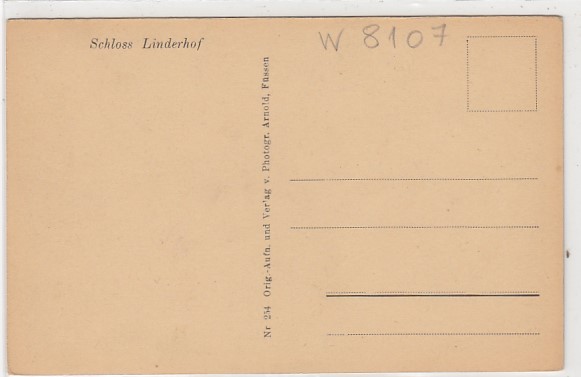 Schloss Linderhof
W 8107
Nr 254 Orig.-Aufn. und Verlag v. Photogr. Arnold, Füssen